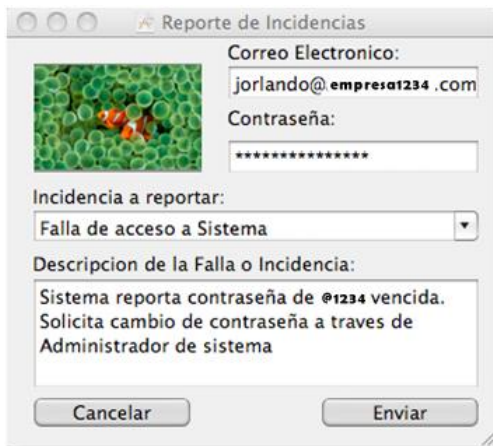 Reporte de Incidencias
Correo Electronico:
jorlando@empresa1234.com
Contraseña:
***************
Incidencia a reportar:
Falla de acceso a Sistema
Descripcion de la Falla o Incidencia:
Sistema reporta contraseña de @1234 vencida.
Solicita cambio de contraseña a traves de
Administrador de sistema
Cancelar
Enviar